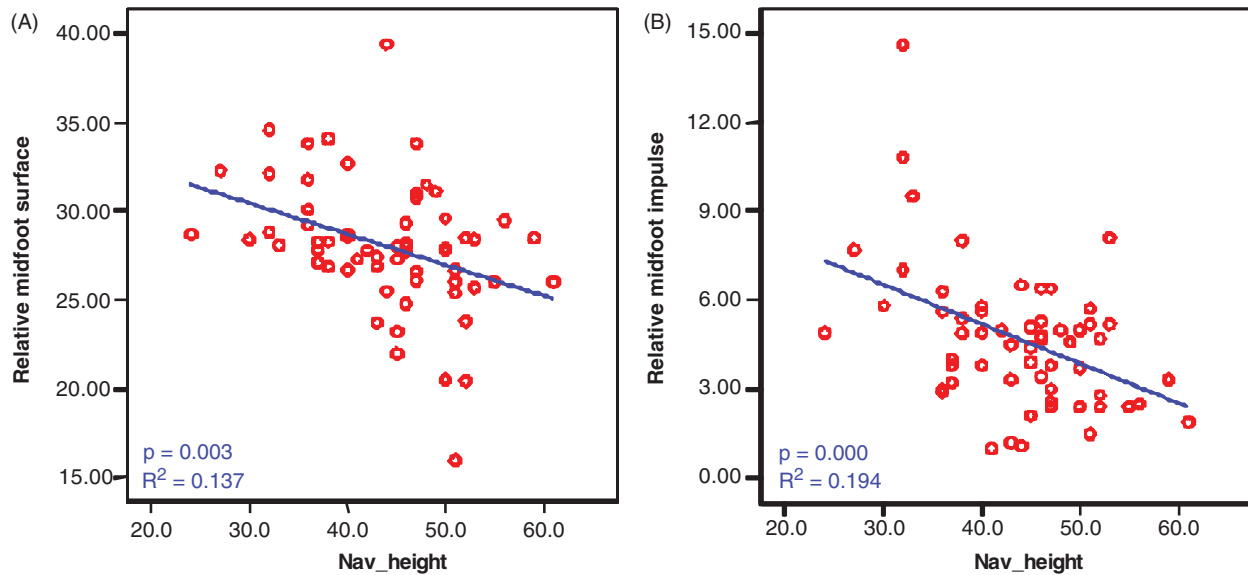 (A)
40.00
35.00
30.00
25.00
20.00
15.00
Relative midfoot surface
p = 0.003
R² = 0.137
20.0 30.0 40.0 50.0 60.0
Nav_height
(B)
15.00
12.00
9.00
6.00
3.00
0.00
Relative midfoot impulse
p = 0.000
R² = 0.194
20.0 30.0 40.0 50.0 60.0
Nav_height